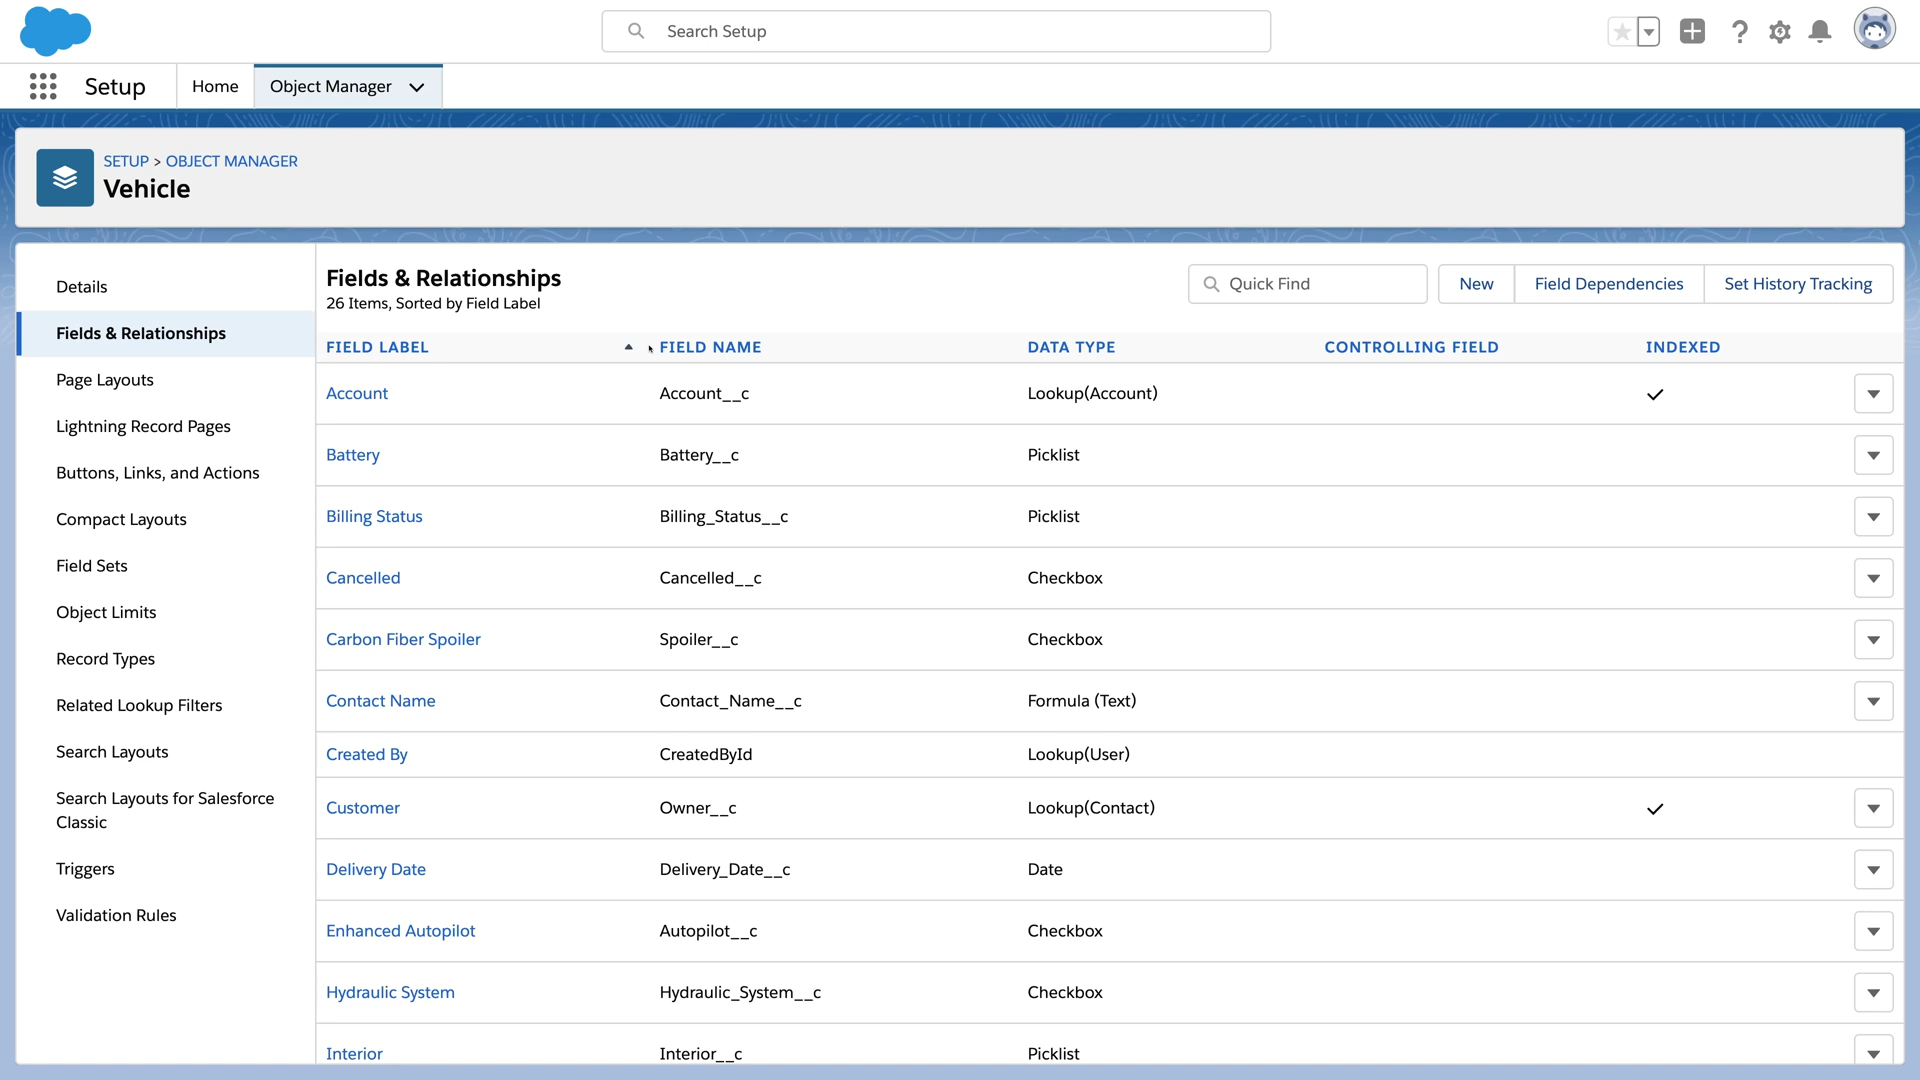 Search Setup
Setup
Home
Object Manager
SETUP > OBJECT MANAGER
Vehicle
Details
Fields & Relationships
Page Layouts
Lightning Record Pages
Buttons, Links, and Actions
Compact Layouts
Field Sets
Object Limits
Record Types
Related Lookup Filters
Search Layouts
Search Layouts for Salesforce
Classic
Triggers
Validation Rules
Fields & Relationships
26 Items, Sorted by Field Label
Quick Find
New
Field Dependencies
Set History Tracking
FIELD LABEL FIELD NAME DATA TYPE CONTROLLING FIELD INDEXED
Account Account__c Lookup(Account)
Battery Battery__c Picklist
Billing Status Billing_Status__c Picklist
Cancelled Cancelled__c Checkbox
Carbon Fiber Spoiler Spoiler__c Checkbox
Contact Name Contact_Name__c Formula (Text)
Created By CreatedById Lookup(User)
Customer Owner__c Lookup(Contact)
Delivery Date Delivery_Date__c Date
Enhanced Autopilot Autopilot__c Checkbox
Hydraulic System Hydraulic_System__c Checkbox
Interior Interior__c Picklist